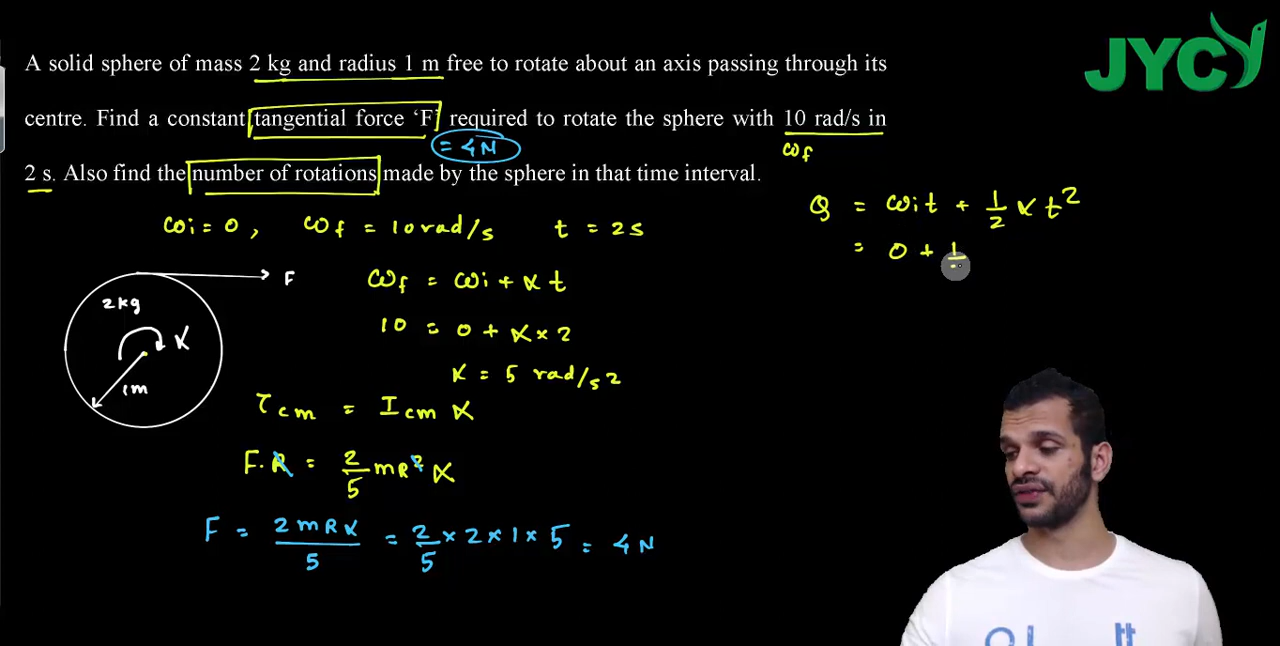 JYC
A solid sphere of mass 2 kg and radius 1 m free to rotate about an axis passing through its
centre. Find a constant tangential force ‘F’ required to rotate the sphere with 10 rad/s in
= 4N
ωf
2 s. Also find the number of rotations made by the sphere in that time interval.
ωi = 0, ωf = 10 rad/s t = 2s
F
2kg
α
1m
ωf = ωi + α t
10 = 0 + α × 2
α = 5 rad/s2
τcm = Icm α
F. R = 2/5 mR² α
F = 2mRα/5 = 2/5 × 2 × 1 × 5 = 4N
θ = ωit + 1/2 α t²
= 0 + 1/